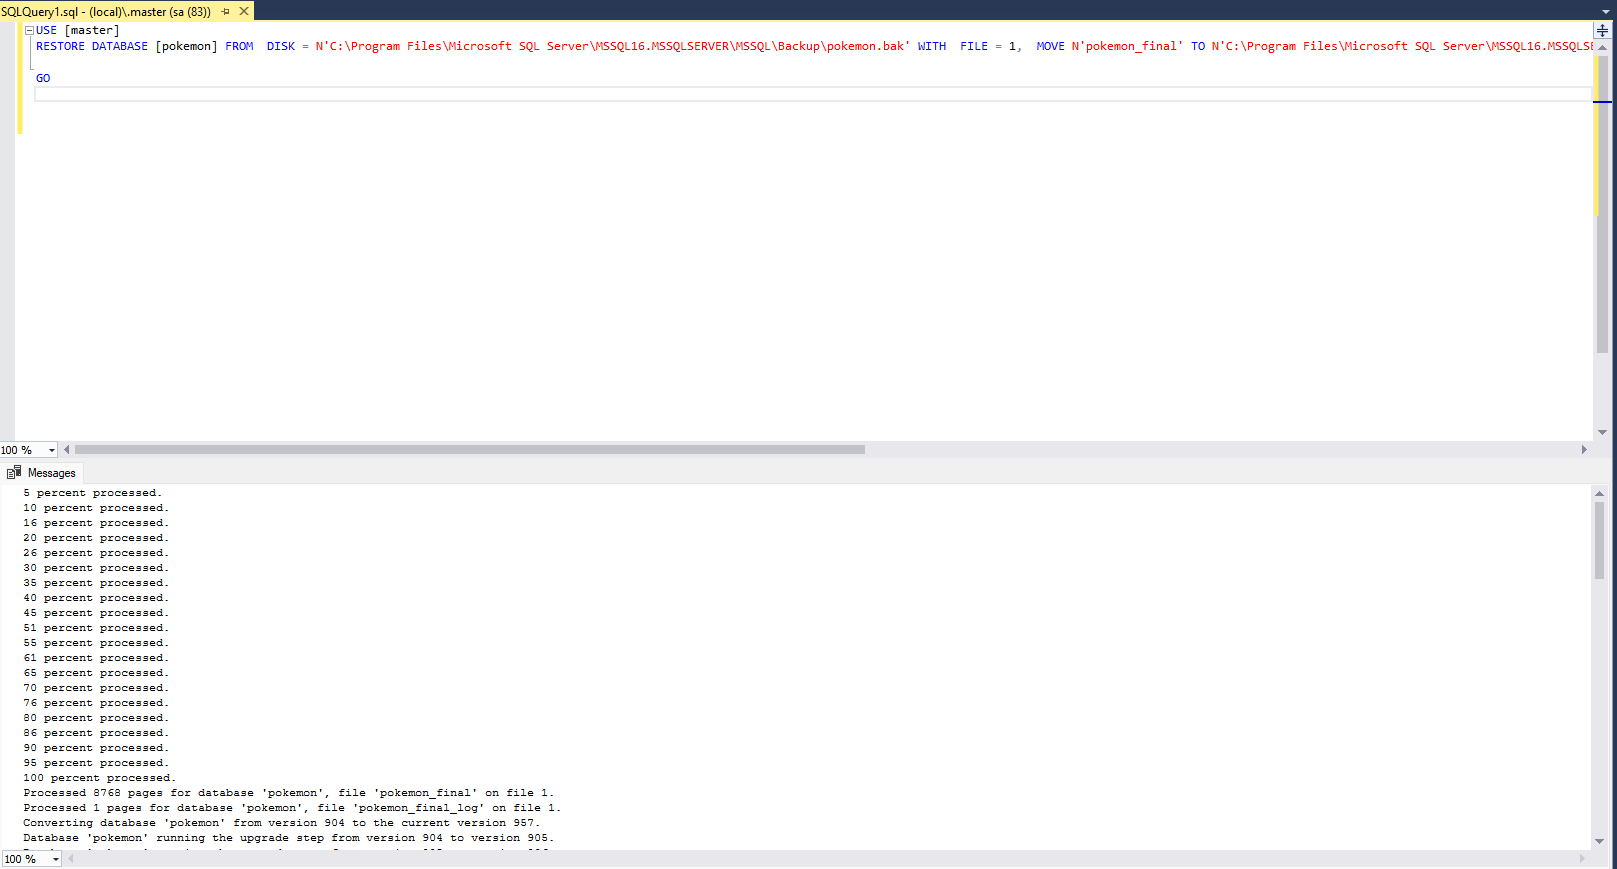 SQLQuery1.sql - (local)\.master (sa (83))
USE [master]
RESTORE DATABASE [pokemon] FROM  DISK = N'C:\Program Files\Microsoft SQL Server\MSSQL16.MSSQLSERVER\MSSQL\Backup\pokemon.bak' WITH  FILE = 1,  MOVE N'pokemon_final' TO N'C:\Program Files\Microsoft SQL Server\MSSQL16.MSSQLSE
GO
100 %
Messages
5 percent processed.
10 percent processed.
16 percent processed.
20 percent processed.
26 percent processed.
30 percent processed.
35 percent processed.
40 percent processed.
45 percent processed.
51 percent processed.
55 percent processed.
61 percent processed.
65 percent processed.
70 percent processed.
76 percent processed.
80 percent processed.
86 percent processed.
90 percent processed.
95 percent processed.
100 percent processed.
Processed 8768 pages for database 'pokemon', file 'pokemon_final' on file 1.
Processed 1 pages for database 'pokemon', file 'pokemon_final_log' on file 1.
Converting database 'pokemon' from version 904 to the current version 957.
Database 'pokemon' running the upgrade step from version 904 to version 905.
100 %